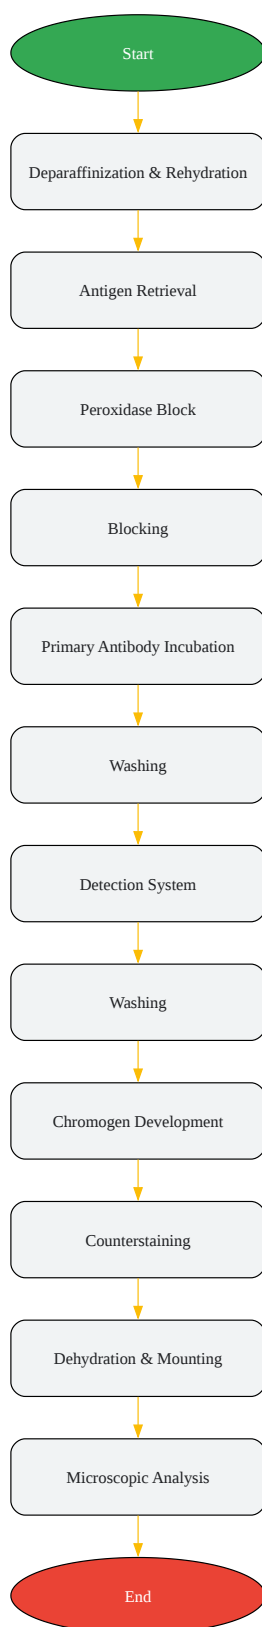 Start
Deparaffinization & Rehydration
Antigen Retrieval
Peroxidase Block
Blocking
Primary Antibody Incubation
Washing
Detection System
Washing
Chromogen Development
Counterstaining
Dehydration & Mounting
Microscopic Analysis
End